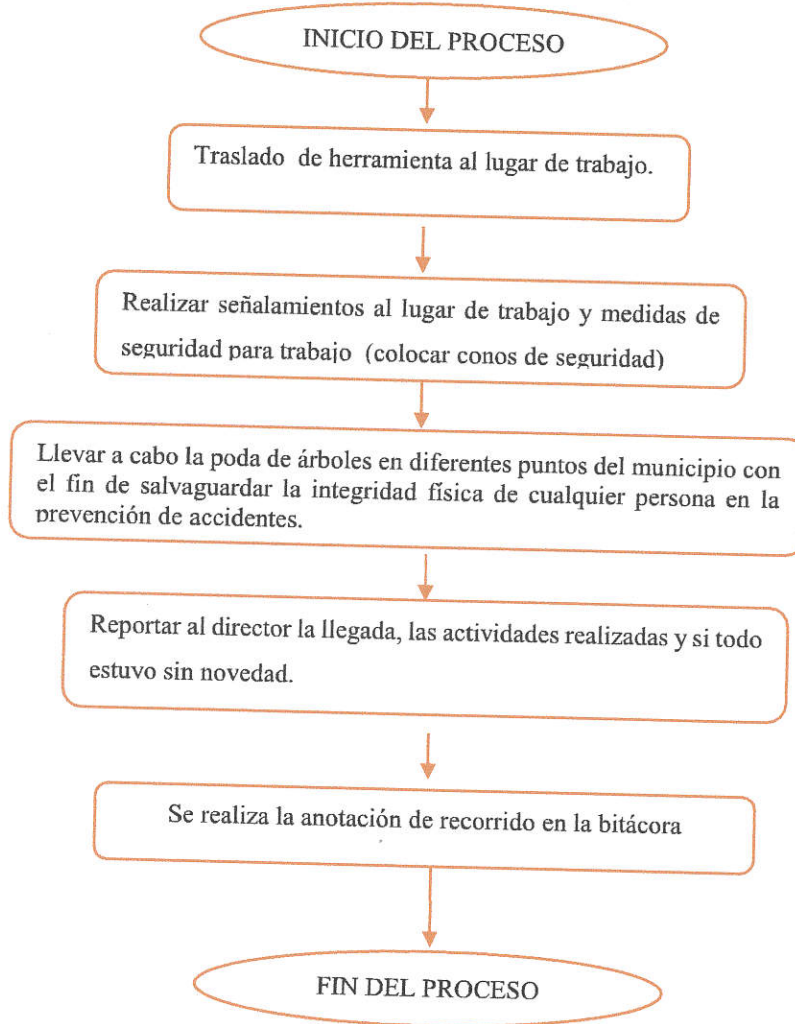 INICIO DEL PROCESO
Traslado de herramienta al lugar de trabajo.
Realizar señalamientos al lugar de trabajo y medidas de
seguridad para trabajo (colocar conos de seguridad)
Llevar a cabo la poda de árboles en diferentes puntos del municipio con
el fin de salvaguardar la integridad física de cualquier persona en la
prevención de accidentes.
Reportar al director la llegada, las actividades realizadas y si todo
estuvo sin novedad.
Se realiza la anotación de recorrido en la bitácora
FIN DEL PROCESO